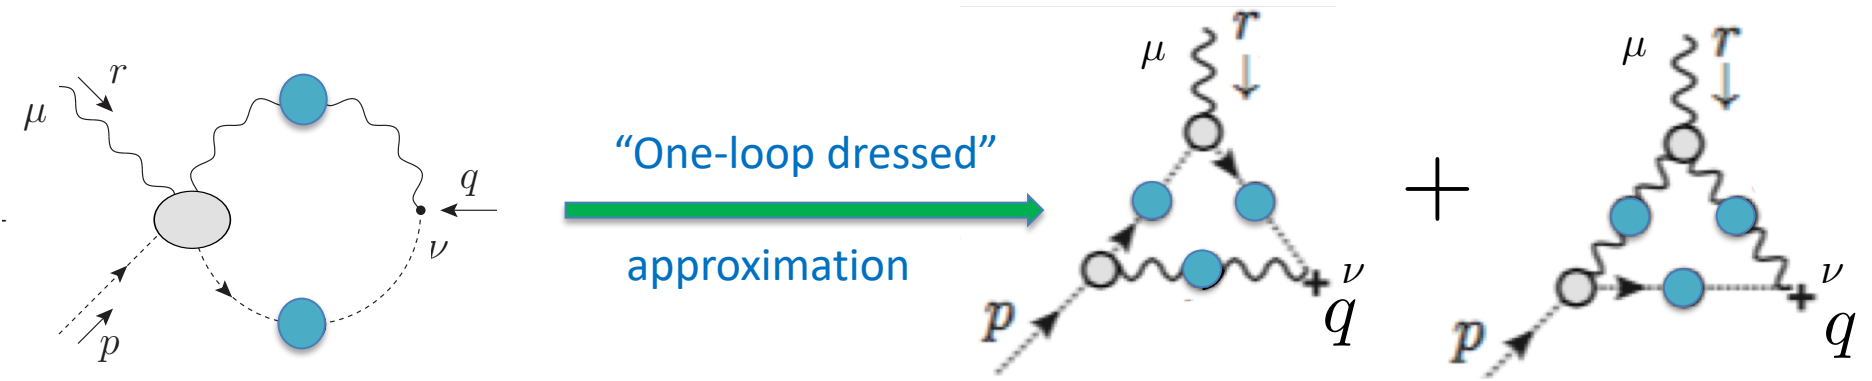 r
μ
q
ν
p
“One-loop dressed”
approximation
μ r
ν
p q
+
μ r
ν
p q